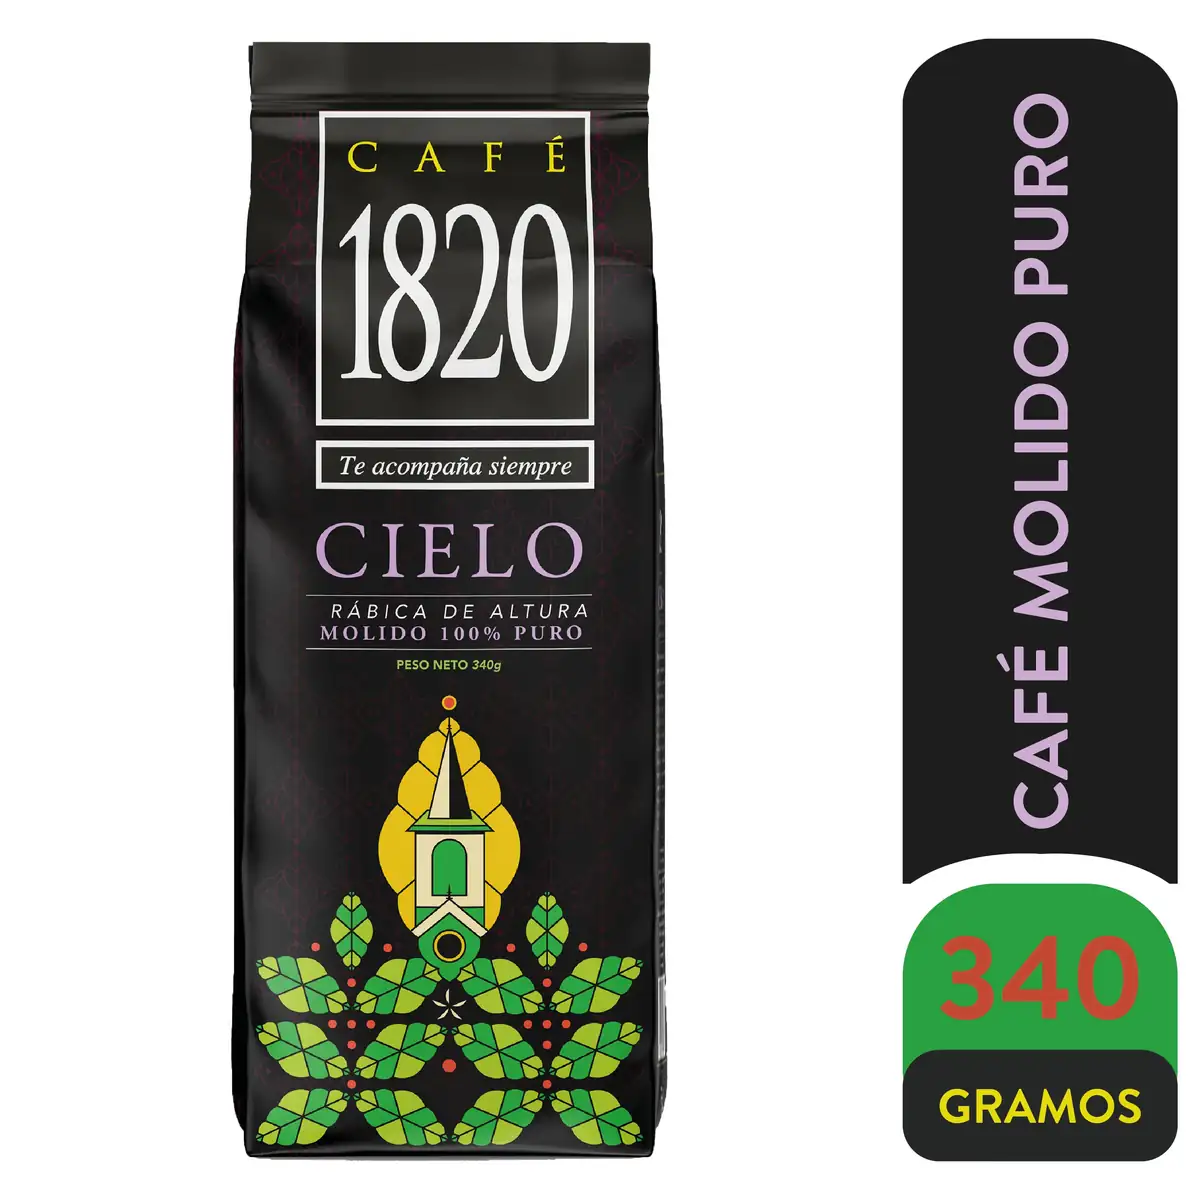 CAFÉ
1820
Te acompaña siempre
CIELO
RÁBICA DE ALTURA
MOLIDO 100% PURO
PESO NETO 340g
CAFÉ MOLIDO PURO
340
GRAMOS